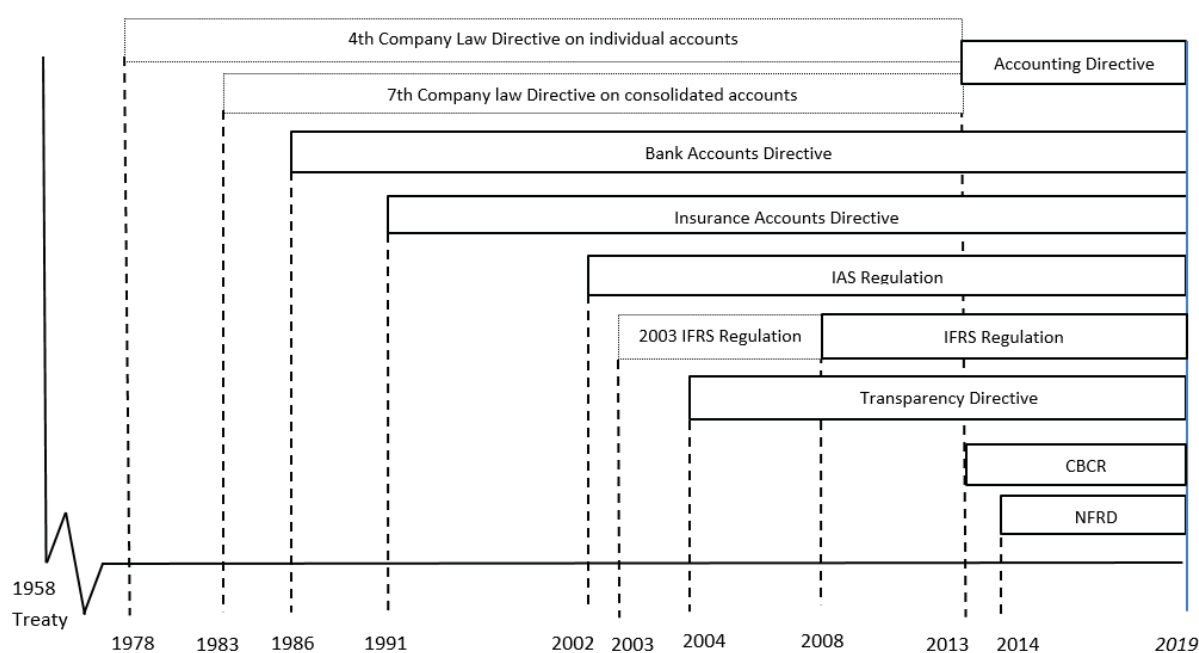 4th Company Law Directive on individual accounts
Accounting Directive
7th Company law Directive on consolidated accounts
Bank Accounts Directive
Insurance Accounts Directive
IAS Regulation
2003 IFRS Regulation
IFRS Regulation
Transparency Directive
CBCR
NFRD
1958
Treaty
1978
1983
1986
1991
2002
2003
2004
2008
2013
2014
2019